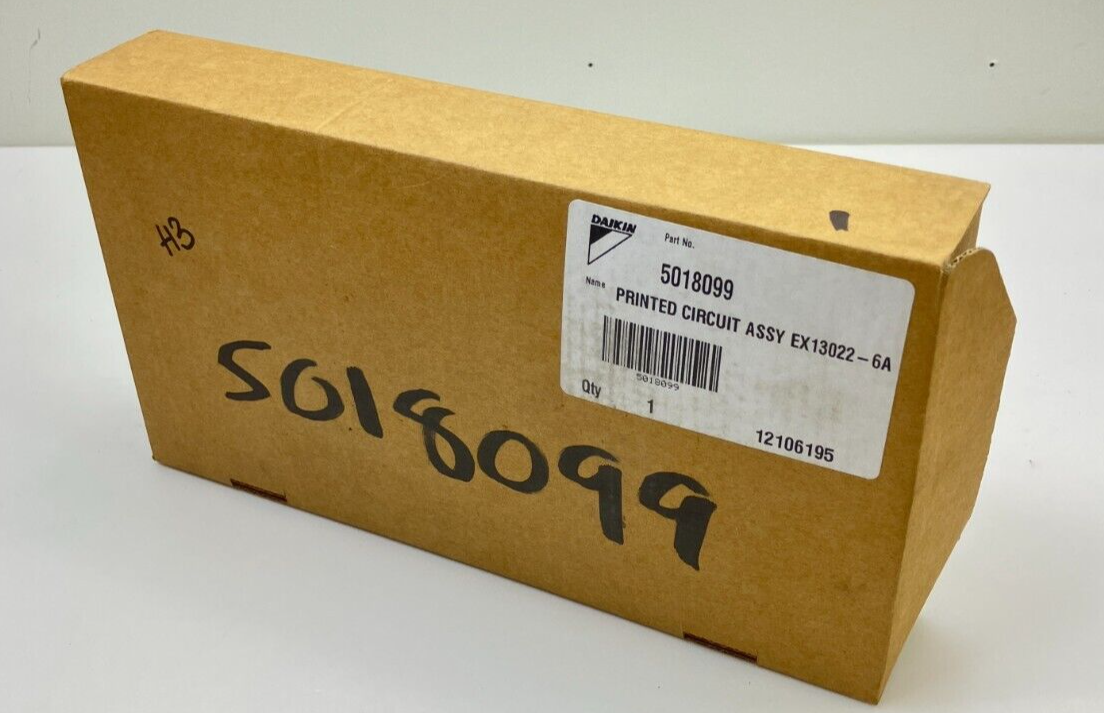 H3
5018099
DAIKIN
Part No.
5018099
Name
PRINTED CIRCUIT ASSY EX13022-6A
5018099
Qty 1
12106195